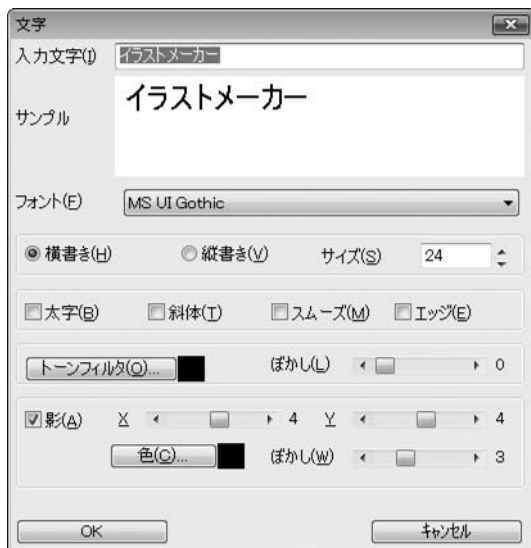 文字
入力文字(I) イラストメーカー
サンプル イラストメーカー
フォント(F) MS UI Gothic
横書き(H) 縦書き(V) サイズ(S) 24
太字(B) 斜体(T) スムーズ(M) エッジ(E)
トーンフィルタ(O)... ぼかし(L) 0
影(A) X 4 Y 4
色(C)... ぼかし(W) 3
OK キャンセル